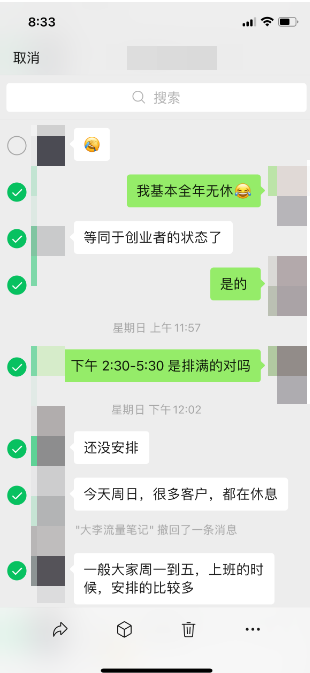 8:33
取消
搜索
我基本全年无休😂
等同于创业者的状态了
是的
星期日 上午 11:57
下午 2:30-5:30 是排满的对吗
星期日 下午 12:02
还没安排
今天周日，很多客户，都在休息
"大李流量笔记" 撤回了一条消息
一般大家周一到五，上班的时
候，安排的比较多